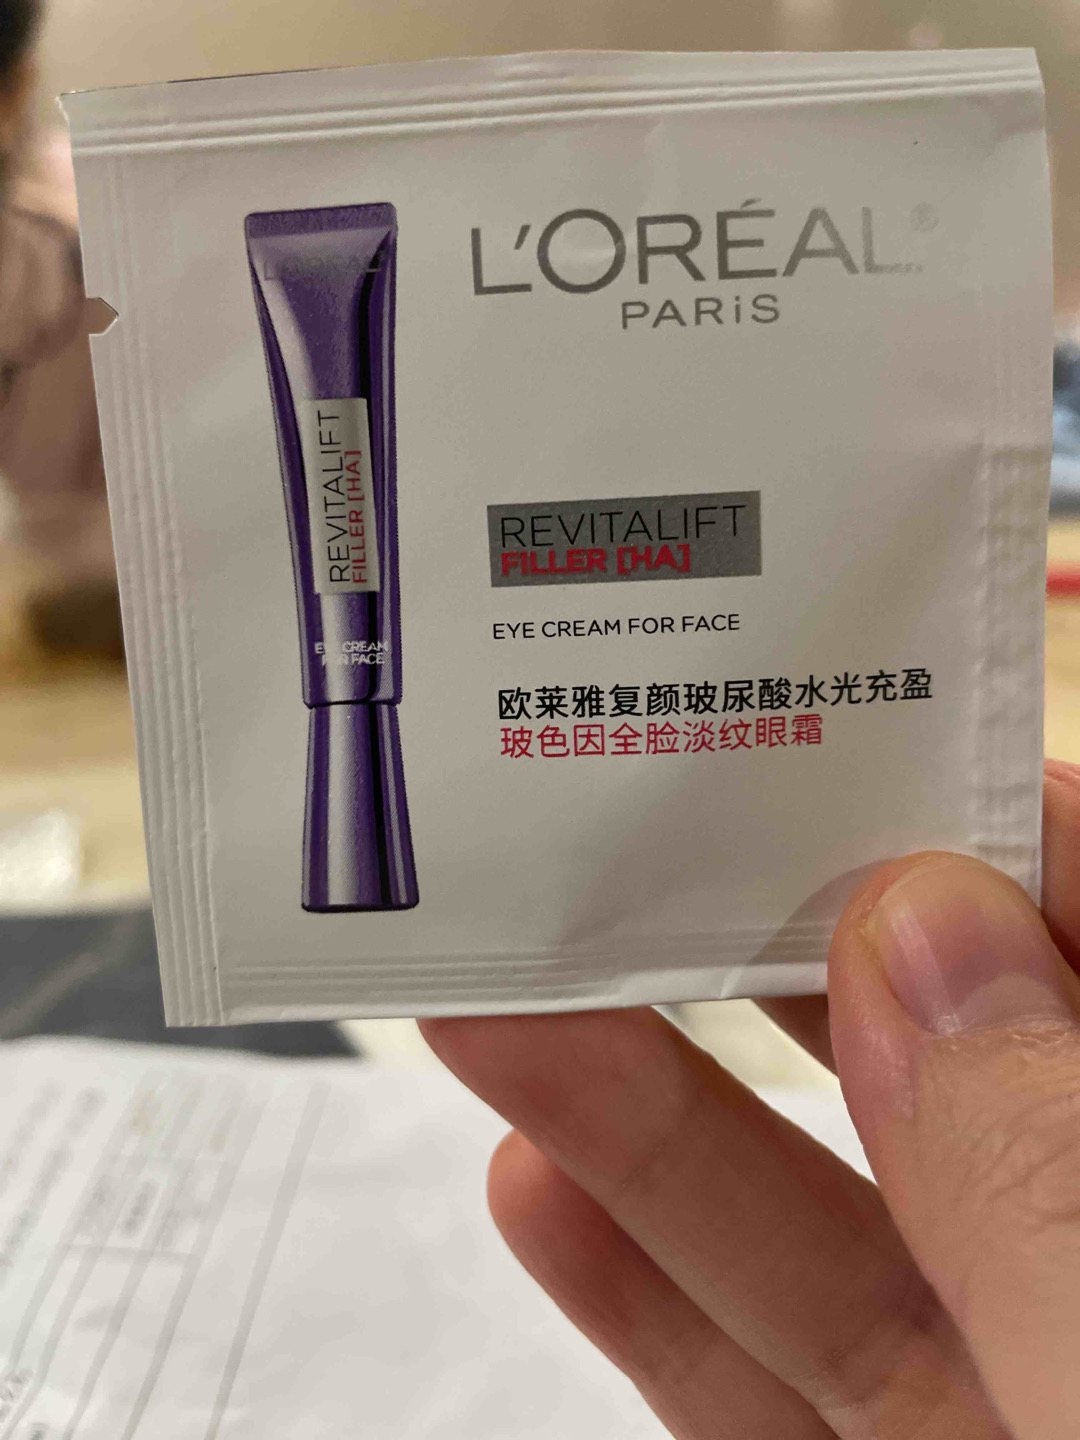 L'ORÉAL
REVITALIFT
FILLER [HA]
EYE CREAM
FOR FACE
L'ORÉAL®
PARiS
REVITALIFT
FILLER [HA]
EYE CREAM FOR FACE
欧莱雅复颜玻尿酸水光充盈
玻色因全脸淡纹眼霜